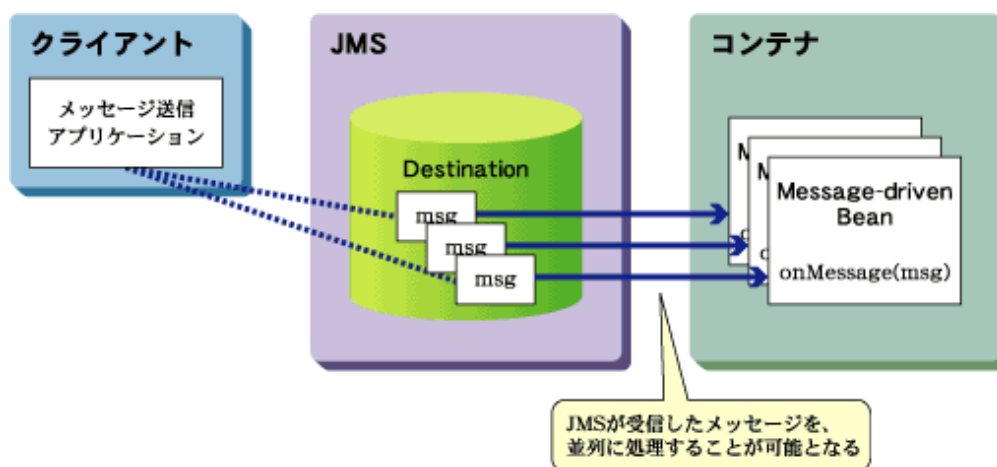 クライアント
メッセージ送信
アプリケーション
JMS
Destination
msg
msg
msg
コンテナ
M
M
Message-driven
Bean
onMessage(msg)
JMSが受信したメッセージを、
並列に処理することが可能となる